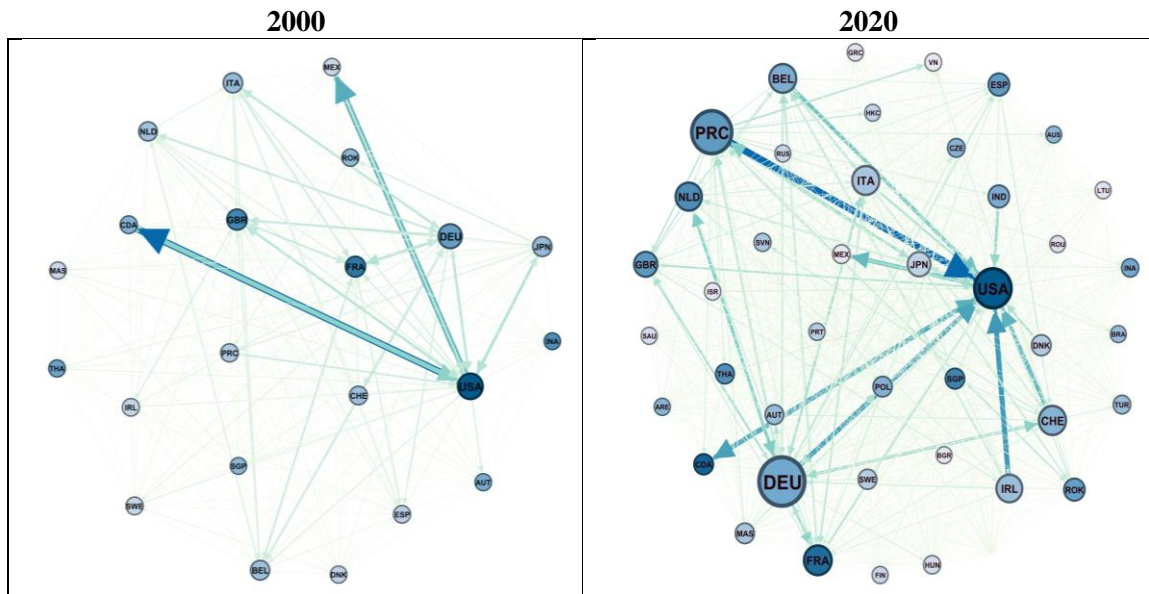 2000
2020
MEX
ITA
NLD
ROK
CDA
GBR
DEU
JPN
FRA
MAS
PRC
INA
THA
USA
CHE
IRL
SGP
AUT
SWE
ESP
BEL
DNK
GRC
VN
BEL
ESP
HKC
PRC
AUS
RUS
CZE
ITA
LTU
NLD
IND
SVN
ROU
MEX
JPN
GBR
INA
ISR
USA
SAU
PRT
BRA
DNK
THA
SGP
POL
ARE
TUR
AUT
CHE
BGR
CDA
DEU
SWE
IRL
ROK
MAS
FRA
HUN
FIN